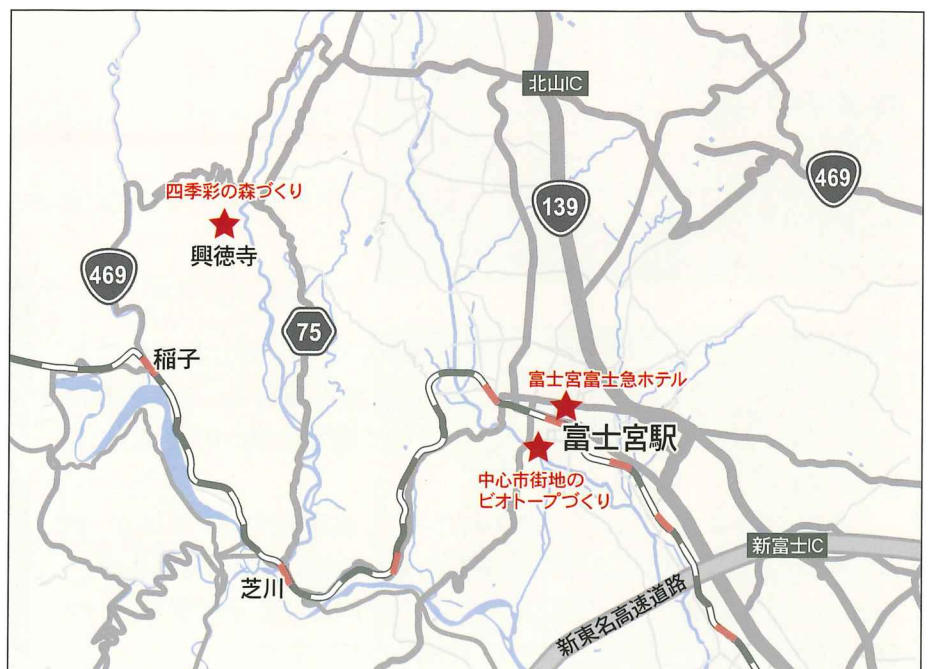 北山IC
四季彩の森づくり
139
469
興徳寺
469
75
稲子
富士宮富士急ホテル
富士宮駅
中心市街地の
ビオトープづくり
新富士IC
芝川
新東名高速道路